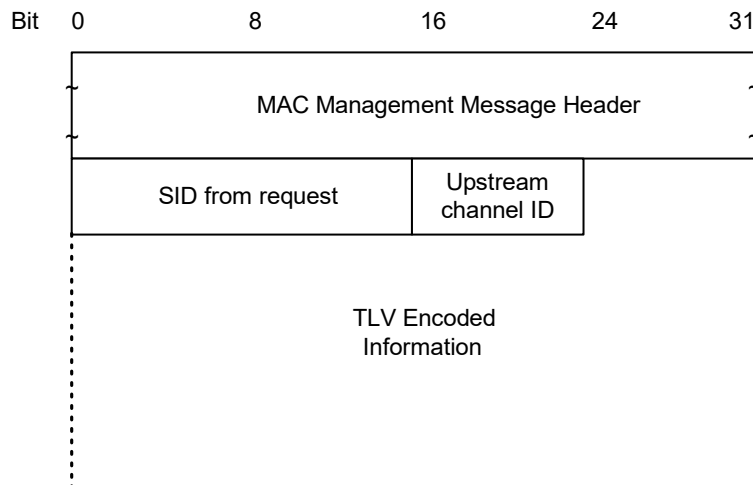 Bit 0 8 16 24 31
~ ~
MAC Management Message Header
~ ~
SID from request
Upstream
channel ID
TLV Encoded
Information